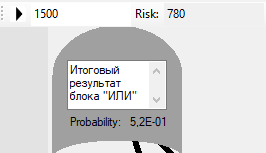 1500 Risk: 780
Итоговый
результат
блока "ИЛИ"
Probability: 5,2E-01